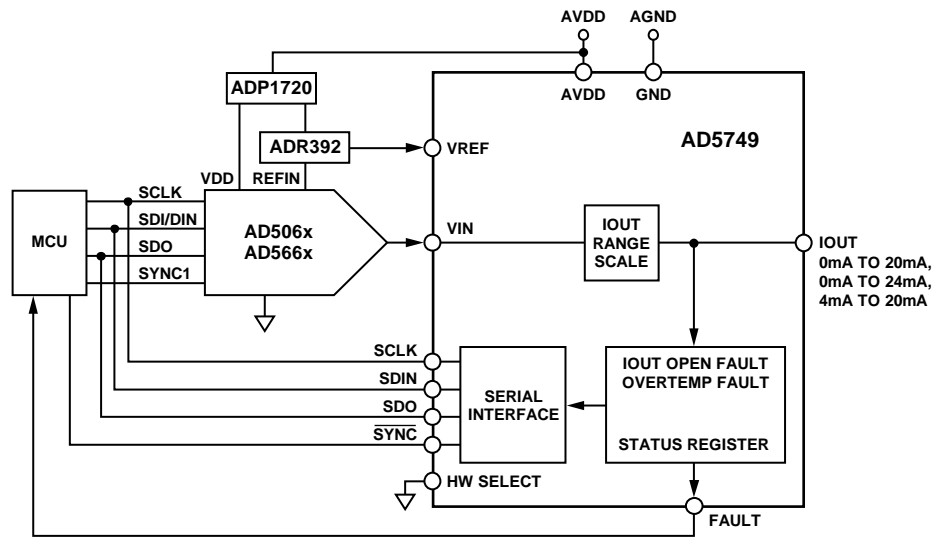 AVDD
AGND
ADP1720
AVDD
GND
AD5749
ADR392
VREF
VDD
REFIN
MCU
SCLK
SDI/DIN
SDO
SYNC1
AD506x
AD566x
VIN
IOUT
RANGE
SCALE
IOUT
0mA TO 20mA,
0mA TO 24mA,
4mA TO 20mA
SCLK
SDIN
SDO
SYNC
SERIAL
INTERFACE
IOUT OPEN FAULT
OVERTEMP FAULT
STATUS REGISTER
HW SELECT
FAULT